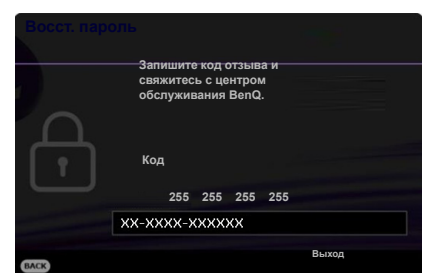 Восст. пароль
Запишите код отзыва и
свяжитесь с центром
обслуживания BenQ.
Код
255 255 255 255
XX-XXXX-XXXXXX
Выход
BACK